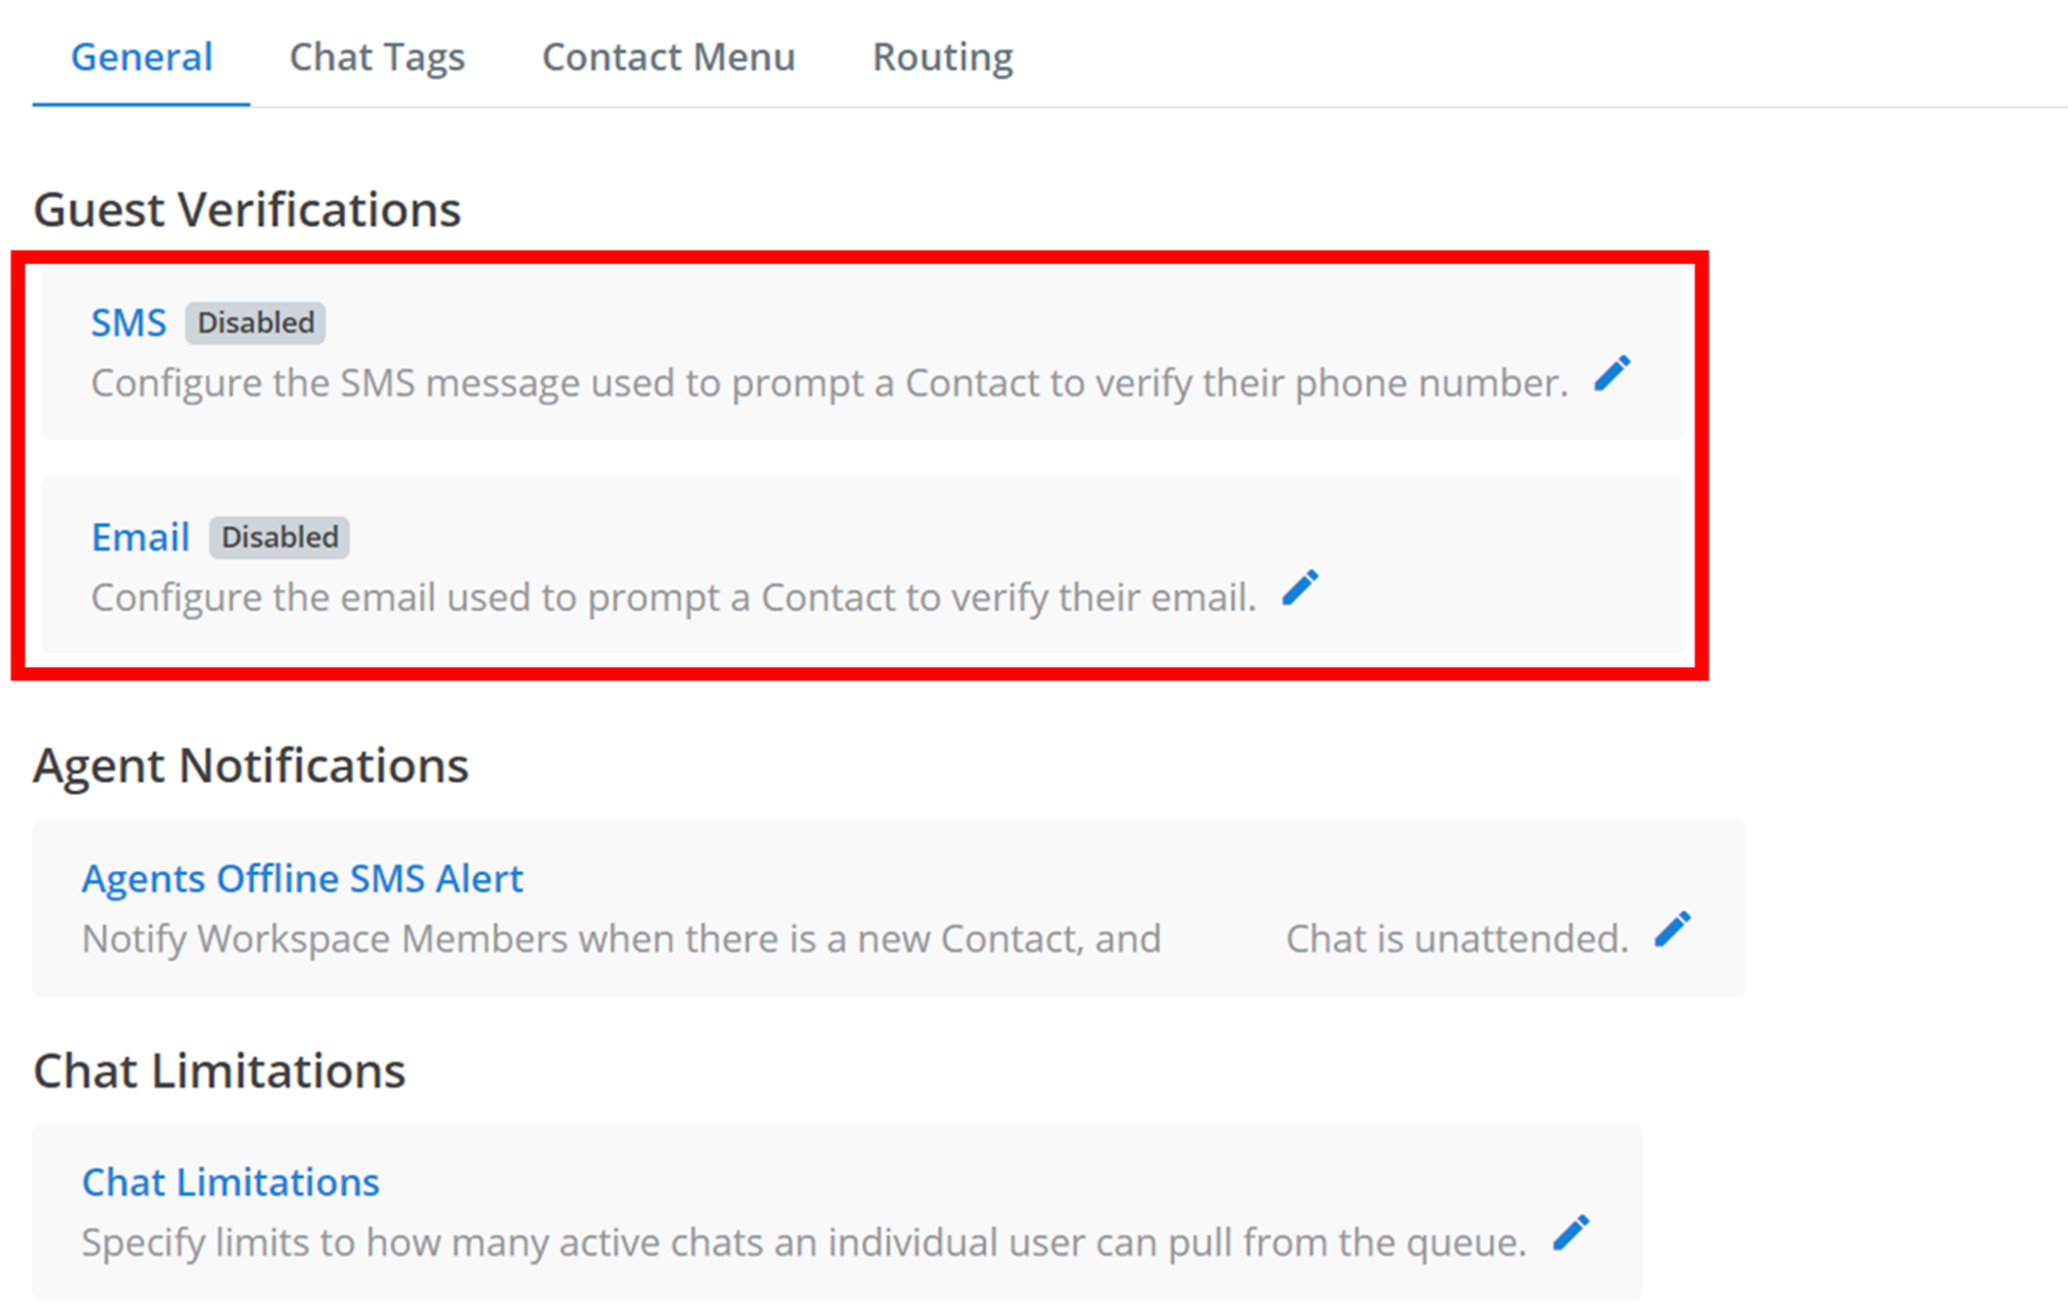 General Chat Tags Contact Menu Routing
Guest Verifications
SMS Disabled
Configure the SMS message used to prompt a Contact to verify their phone number.
Email Disabled
Configure the email used to prompt a Contact to verify their email.
Agent Notifications
Agents Offline SMS Alert
Notify Workspace Members when there is a new Contact, and Chat is unattended.
Chat Limitations
Chat Limitations
Specify limits to how many active chats an individual user can pull from the queue.